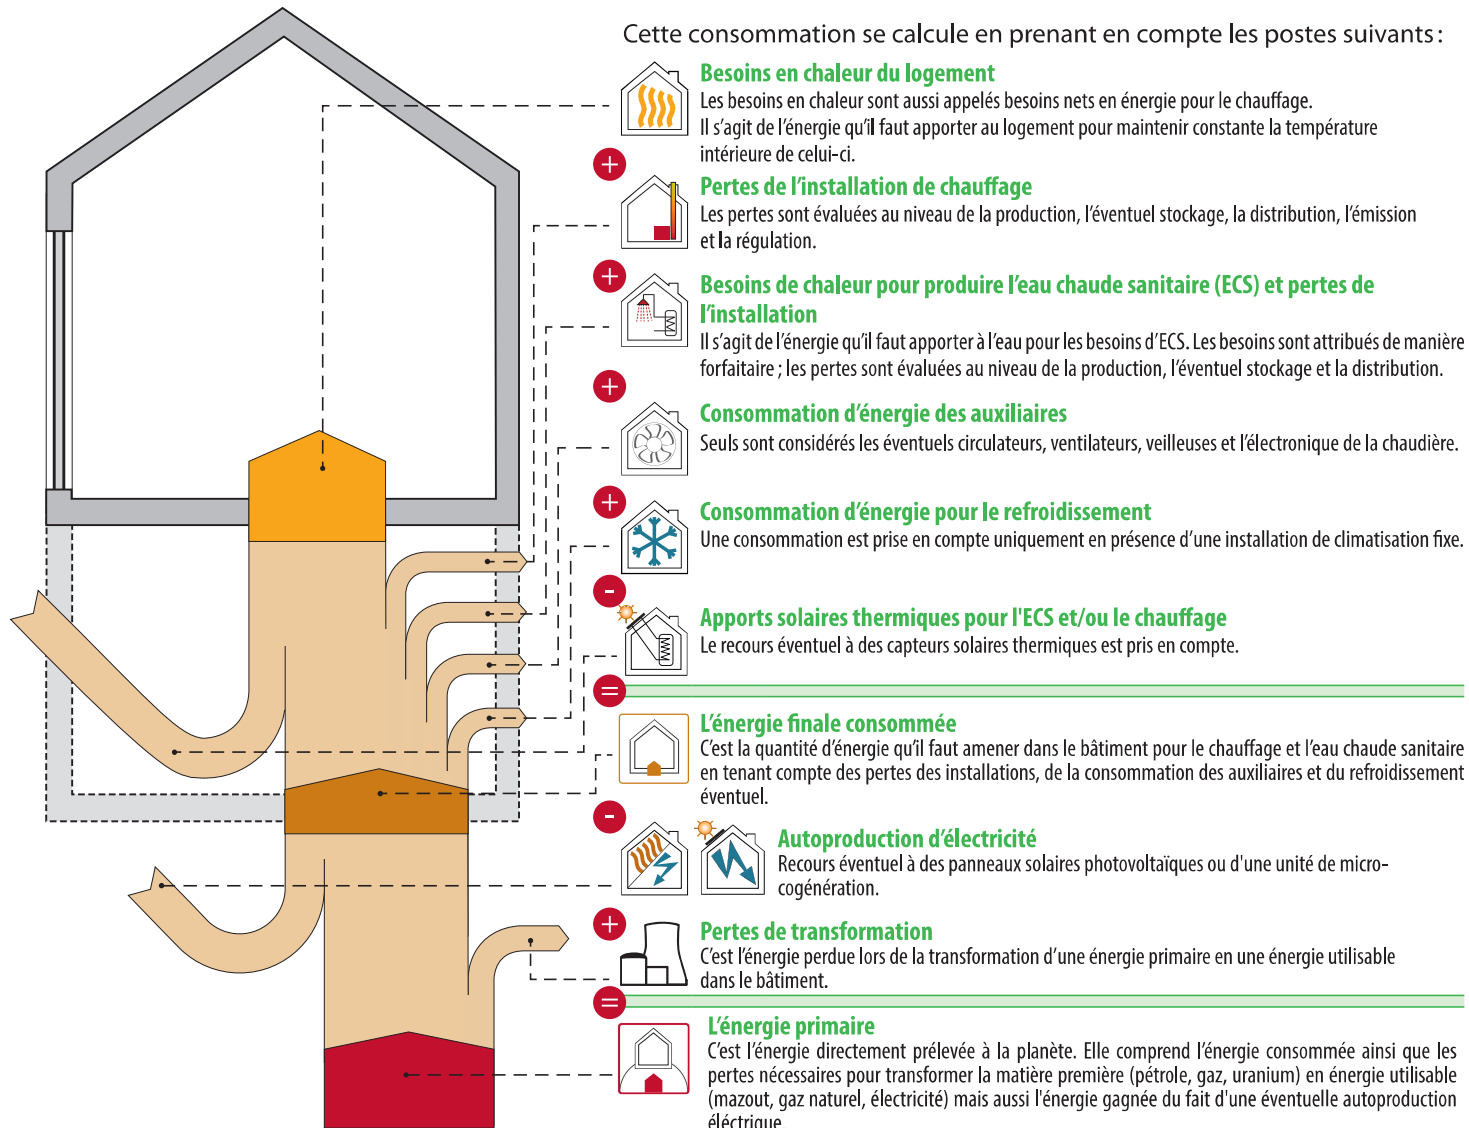 Cette consommation se calcule en prenant en compte les postes suivants :
Besoins en chaleur du logement
Les besoins en chaleur sont aussi appelés besoins nets en énergie pour le chauffage.
Il s’agit de l’énergie qu’il faut apporter au logement pour maintenir constante la température
intérieure de celui-ci.
+
Pertes de l’installation de chauffage
Les pertes sont évaluées au niveau de la production, l’éventuel stockage, la distribution, l’émission
et la régulation.
+
Besoins de chaleur pour produire l’eau chaude sanitaire (ECS) et pertes de
l’installation
Il s’agit de l’énergie qu’il faut apporter à l’eau pour les besoins d’ECS. Les besoins sont attribués de manière
forfaitaire ; les pertes sont évaluées au niveau de la production, l’éventuel stockage et la distribution.
+
Consommation d’énergie des auxiliaires
Seuls sont considérés les éventuels circulateurs, ventilateurs, veilleuses et l’électronique de la chaudière.
+
Consommation d’énergie pour le refroidissement
Une consommation est prise en compte uniquement en présence d’une installation de climatisation fixe.
-
Apports solaires thermiques pour l'ECS et/ou le chauffage
Le recours éventuel à des capteurs solaires thermiques est pris en compte.
=
L’énergie finale consommée
C’est la quantité d’énergie qu’il faut amener dans le bâtiment pour le chauffage et l’eau chaude sanitaire
en tenant compte des pertes des installations, de la consommation des auxiliaires et du refroidissement
éventuel.
-
Autoproduction d’électricité
Recours éventuel à des panneaux solaires photovoltaïques ou d'une unité de micro-
cogénération.
+
Pertes de transformation
C’est l’énergie perdue lors de la transformation d’une énergie primaire en une énergie utilisable
dans le bâtiment.
=
L’énergie primaire
C’est l’énergie directement prélevée à la planète. Elle comprend l’énergie consommée ainsi que les
pertes nécessaires pour transformer la matière première (pétrole, gaz, uranium) en énergie utilisable
(mazout, gaz naturel, électricité) mais aussi l'énergie gagnée du fait d'une éventuelle autoproduction
éléctrique.